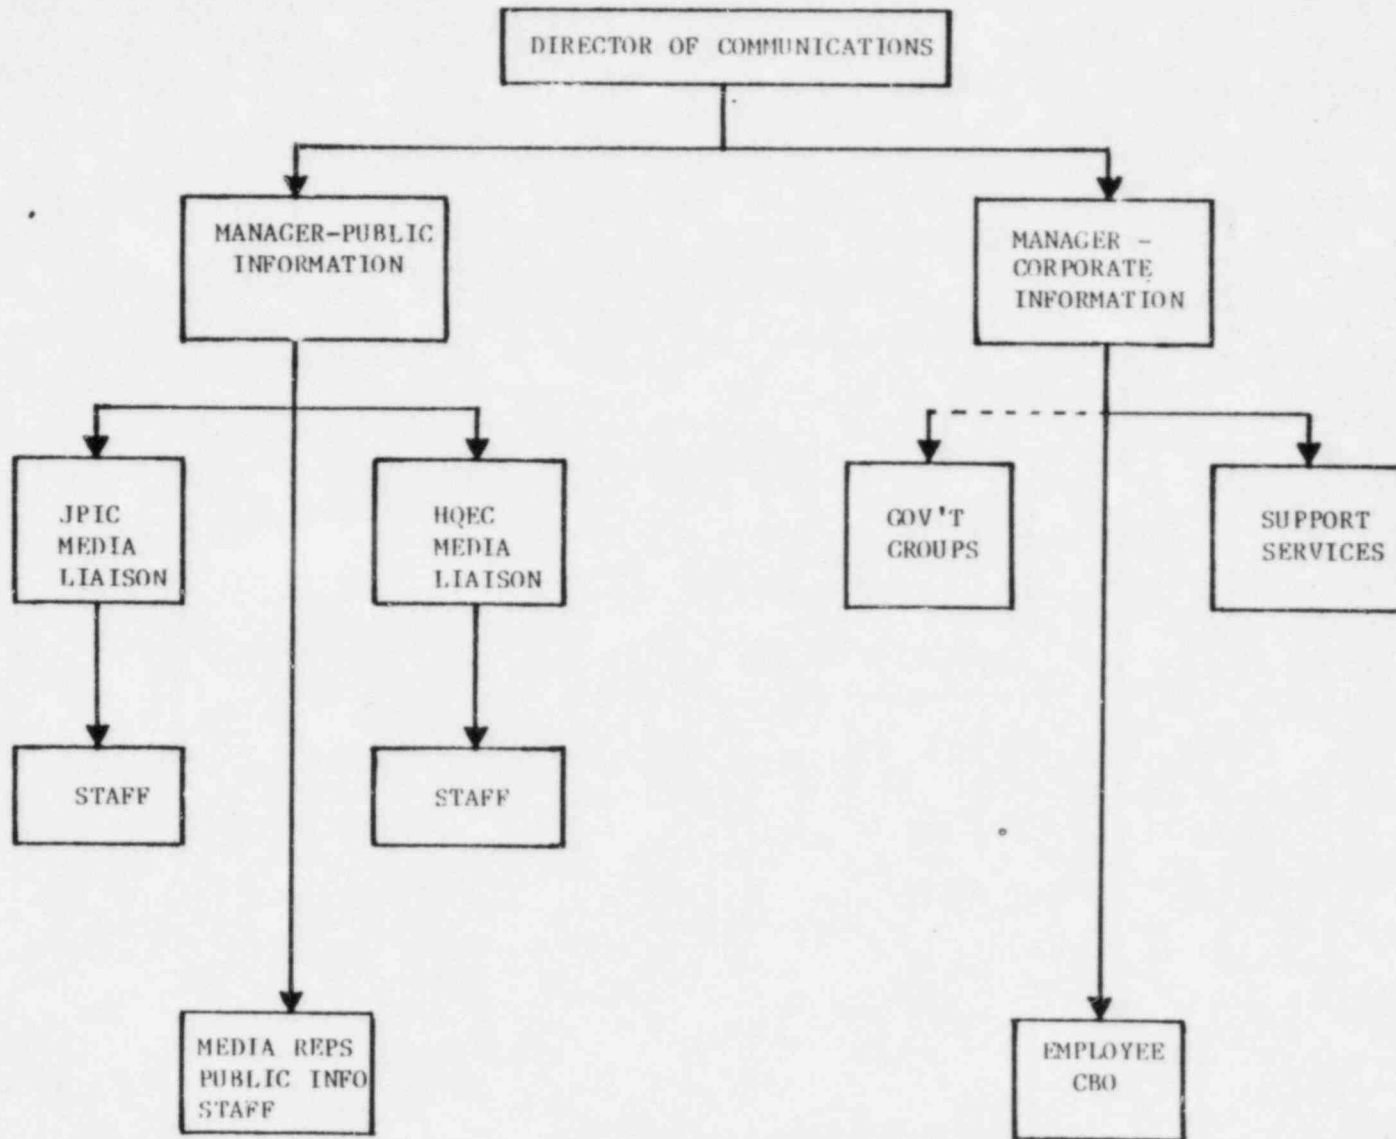 DIRECTOR OF COMMUNICATIONS
MANAGER-PUBLIC
INFORMATION
MANAGER -
CORPORATE
INFORMATION
JPIC
MEDIA
LIAISON
HQEC
MEDIA
LIAISON
GOV'T
GROUPS
SUPPORT
SERVICES
STAFF
STAFF
MEDIA REPS
PUBLIC INFO
STAFF
EMPLOYEE
CBO